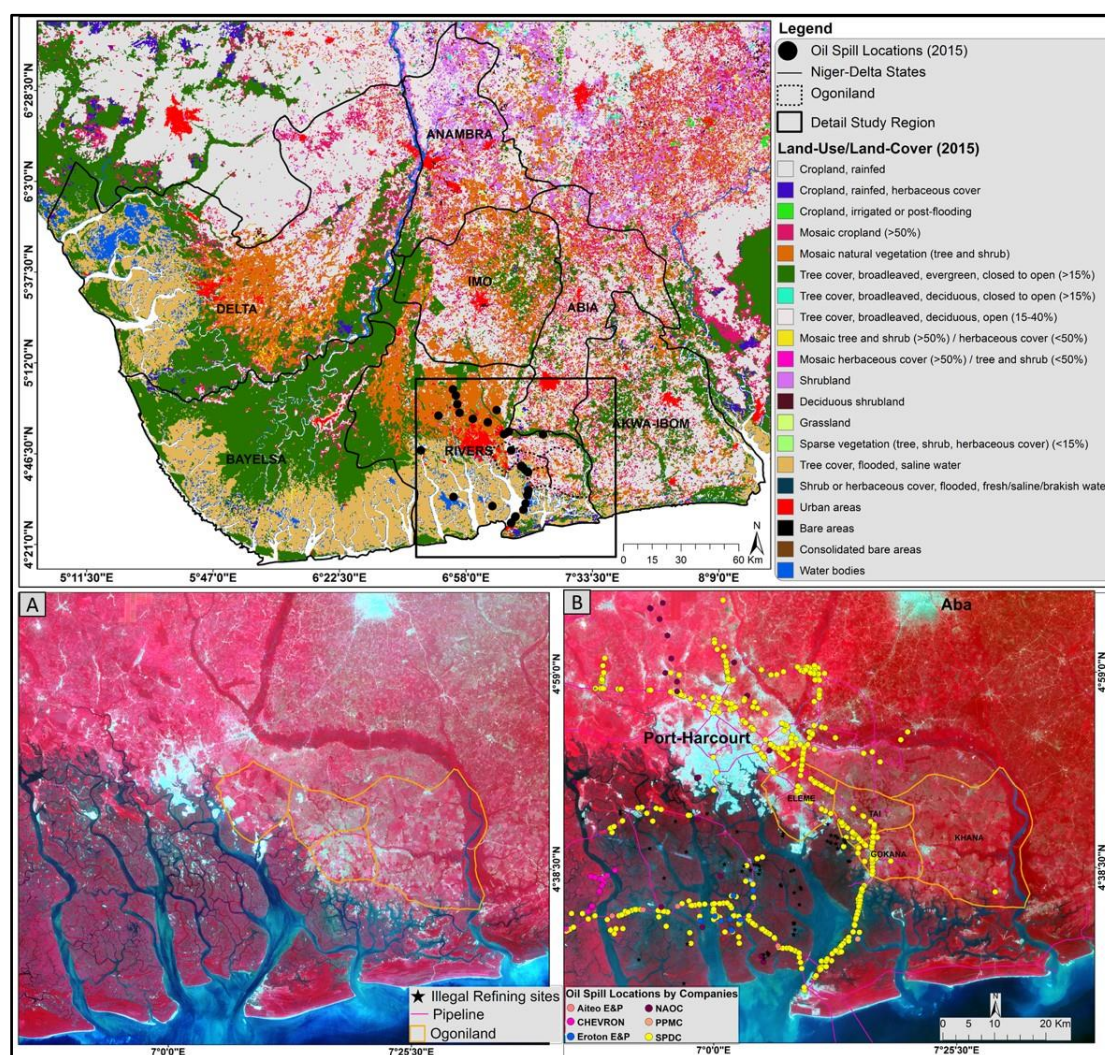 Legend
Oil Spill Locations (2015)
Niger-Delta States
Ogoniland
Detail Study Region
Land-Use/Land-Cover (2015)
Cropland, rainfed
Cropland, rainfed, herbaceous cover
Cropland, irrigated or post-flooding
Mosaic cropland (>50%)
Mosaic natural vegetation (tree and shrub)
Tree cover, broadleaved, evergreen, closed to open (>15%)
Tree cover, broadleaved, deciduous, closed to open (>15%)
Tree cover, broadleaved, deciduous, open (15-40%)
Mosaic tree and shrub (>50%) / herbaceous cover (<50%)
Mosaic herbaceous cover (>50%) / tree and shrub (<50%)
Shrubland
Deciduous shrubland
Grassland
Sparse vegetation (tree, shrub, herbaceous cover) (<15%)
Tree cover, flooded, saline water
Shrub or herbaceous cover, flooded, fresh/saline/brakish water
Urban areas
Bare areas
Consolidated bare areas
Water bodies
6°28'30"N
6°3'0"N
5°37'30"N
5°12'0"N
4°46'30"N
4°21'0"N
ANAMBRA
IMO
ABIA
DELTA
AKWA-IBOM
RIVERS
BAYELSA
N
0 15 30 60 Km
5°11'30"E
5°47'0"E
6°22'30"E
6°58'0"E
7°33'30"E
8°9'0"E
A
4°59'0"N
4°38'30"N
Illegal Refining sites
Pipeline
Ogoniland
7°0'0"E
7°25'30"E
B
Aba
Port-Harcourt
ELEME
TAI
GOKANA
KHANA
4°59'0"N
4°38'30"N
Oil Spill Locations by Companies
Aiteo E&P
NAOC
CHEVRON
PPMC
Eroton E&P
SPDC
N
0 5 10 20 Km
7°0'0"E
7°25'30"E